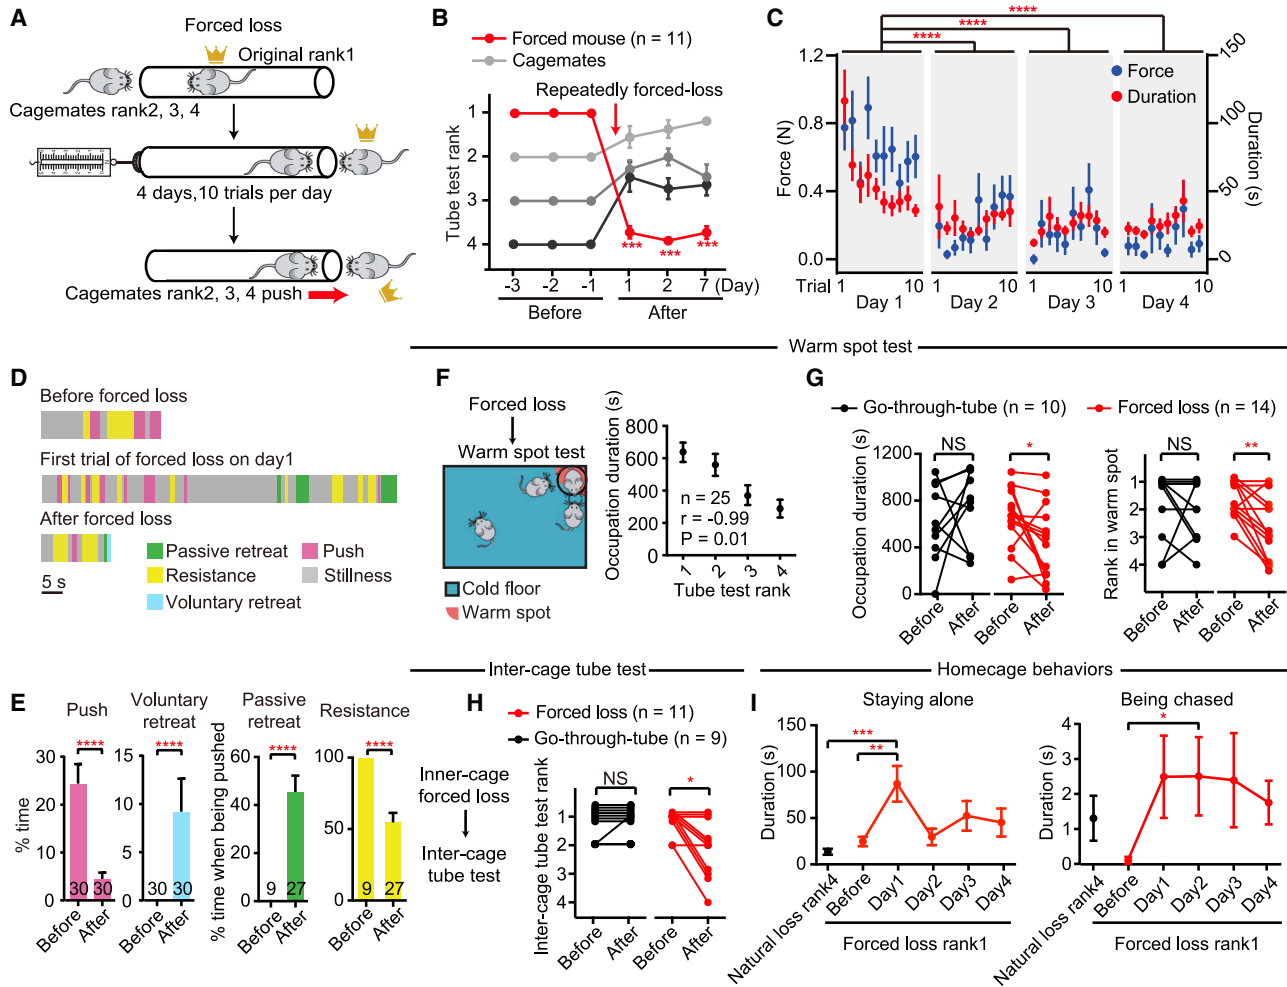 A
Forced loss
Original rank1
Cagemates rank2, 3, 4
4 days,10 trials per day
Cagemates rank2, 3, 4 push
B
Forced mouse (n = 11)
Cagemates
Repeatedly forced-loss
Tube test rank
1
2
3
4
*** *** ***
-3 -2 -1 1 2 7 (Day)
Before After
C
****
****
****
Force (N)
1.2
0.8
0.4
0.0
Force
Duration
150
100
50
0
Duration (s)
Trial 1 10 1 10 1 10 1 10
Day 1 Day 2 Day 3 Day 4
Warm spot test
D
Before forced loss
First trial of forced loss on day1
After forced loss
5 s
Passive retreat
Push
Resistance
Stillness
Voluntary retreat
E
Push
Voluntary retreat
Passive retreat
Resistance
% time
30
20
10
0
****
30 30
Before After
15
10
5
0
****
30 30
Before After
% time when being pushed
60
40
20
0
****
9 27
Before After
100
50
0
****
9 27
Before After
F
Forced loss
Warm spot test
Cold floor
Warm spot
Occupation duration (s)
800
600
400
200
0
n = 25
r = -0.99
P = 0.01
1 2 3 4
Tube test rank
G
Go-through-tube (n = 10)
Forced loss (n = 14)
Occupation duration (s)
1200
800
400
0
NS *
Before After Before After
Rank in warm spot
1
2
3
4
NS **
Before After Before After
Inter-cage tube test
H
Forced loss (n = 11)
Go-through-tube (n = 9)
Inner-cage forced loss
Inter-cage tube test
Inter-cage tube test rank
1
2
3
4
NS *
Before After Before After
Homecage behaviors
I
Staying alone
Duration (s)
150
100
50
0
***
**
Natural loss rank4 Before Day1 Day2 Day3 Day4
Forced loss rank1
Being chased
Duration (s)
4
3
2
1
0
*
Natural loss rank4 Before Day1 Day2 Day3 Day4
Forced loss rank1